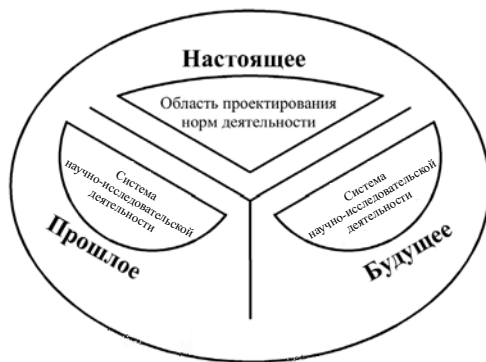 Настоящее
Область проектирования
норм деятельности
Система
научно-исследовательской
деятельности
Прошлое
Система
научно-исследовательской
деятельности
Будущее